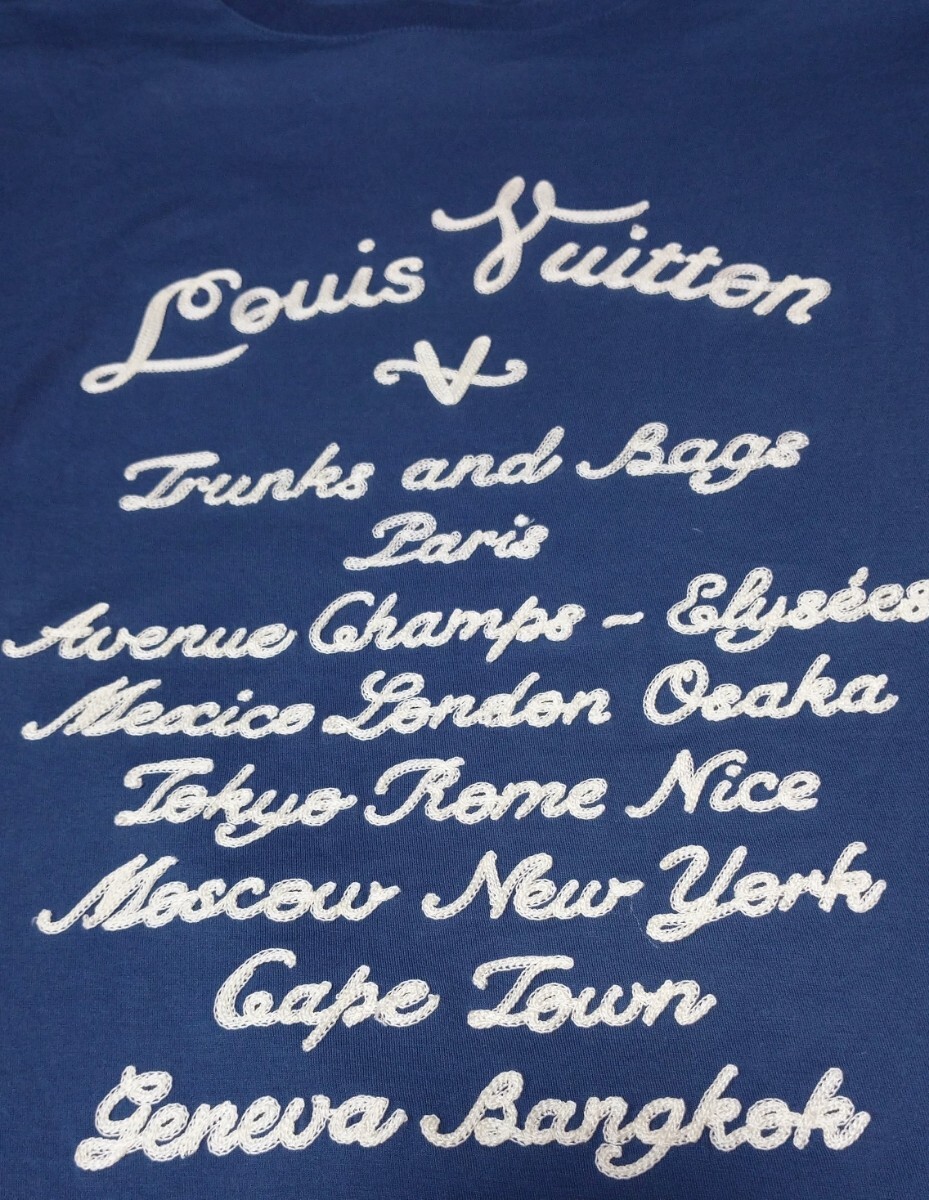 Louis Vuitton
V
Trunks and Bags
Paris
Avenue Champs - Elysées
Mexico London Osaka
Tokyo Rome Nice
Moscow New York
Cape Town
Geneva Bangkok